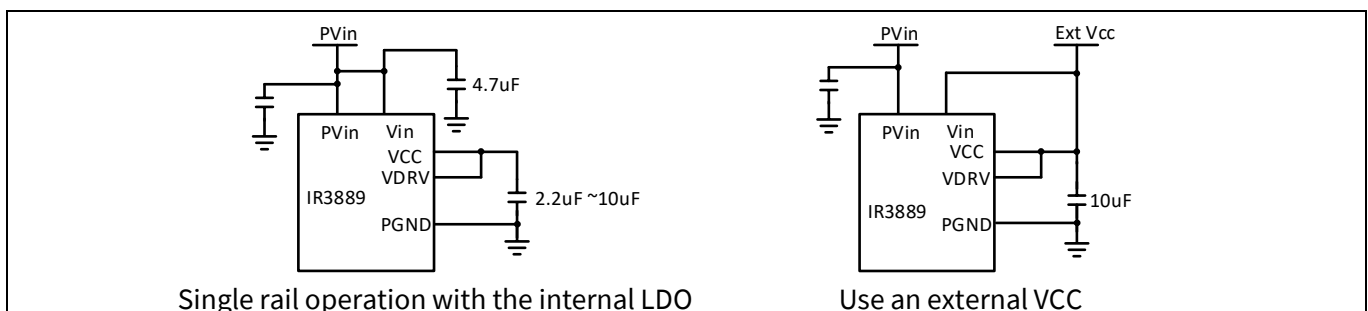 PVin
4.7uF
PVin Vin
VCC
VDRV
IR3889
2.2uF ~10uF
PGND
Single rail operation with the internal LDO
PVin Ext Vcc
PVin Vin
VCC
VDRV
IR3889
10uF
PGND
Use an external VCC